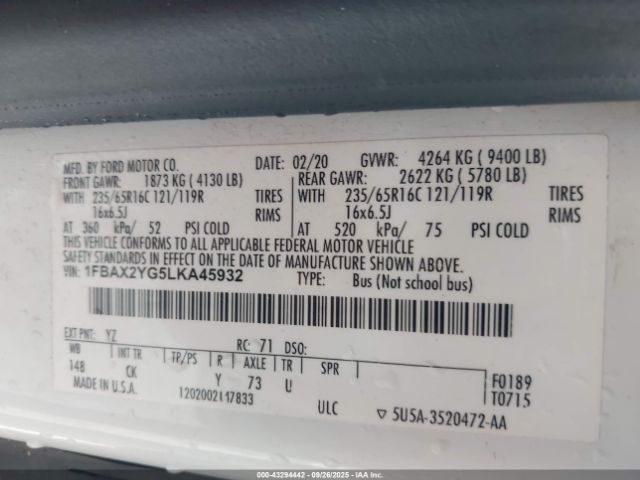 MFD. BY FORD MOTOR CO. DATE: 02/20 GVWR: 4264 KG ( 9400 LB)
FRONT GAWR: 1873 KG ( 4130 LB) REAR GAWR: 2622 KG ( 5780 LB)
WITH 235/65R16C 121/119R TIRES WITH 235/65R16C 121/119R TIRES
16x6.5J RIMS 16x6.5J RIMS
AT 360 kPa/ 52 PSI COLD AT 520 kPa/ 75 PSI COLD
THIS VEHICLE CONFORMS TO ALL APPLICABLE FEDERAL MOTOR VEHICLE
SAFETY STANDARDS IN EFFECT ON THE DATE OF MANUFACTURE SHOWN ABOVE.
VIN: 1FBAX2YG5LKA45932 TYPE: Bus (Not school bus)
EXT PNT: YZ RC: 71 DSO:
WB INT TR TP/PS R AXLE TR SPR F0189
148 CK Y 73 U T0715
MADE IN U.S.A. 1202002117833 ULC ▽ 5U5A-3520472-AA
000-43294442 - 09/26/2025 - IAAI.COM